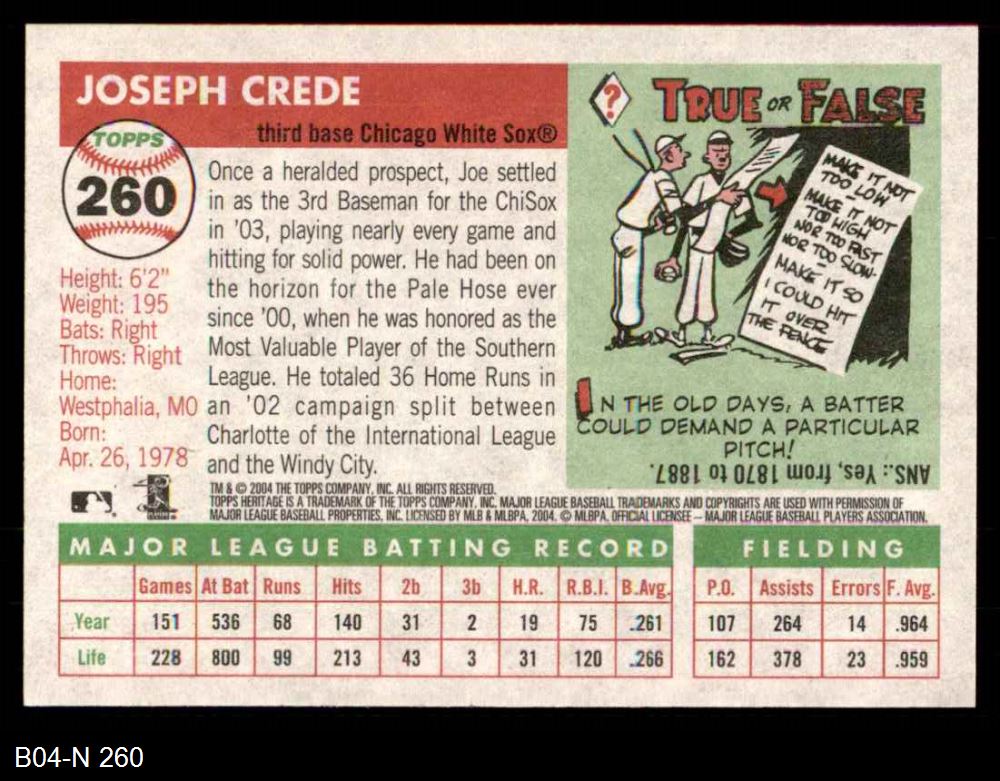 JOSEPH CREDE
third base Chicago White Sox®
TOPPS
260
Height: 6'2"
Weight: 195
Bats: Right
Throws: Right
Home:
Westphalia, MO
Born:
Apr. 26, 1978
Once a heralded prospect, Joe settled
in as the 3rd Baseman for the ChiSox
in '03, playing nearly every game and
hitting for solid power. He had been on
the horizon for the Pale Hose ever
since '00, when he was honored as the
Most Valuable Player of the Southern
League. He totaled 36 Home Runs in
an '02 campaign split between
Charlotte of the International League
and the Windy City.
?
TRUE OR FALSE
MAKE IT NOT
TOO LOW
MAKE IT NOT
TOO HIGH
NOR TOO FAST
NOR TOO SLOW-
MAKE IT SO
I COULD HIT
IT OVER
THE FENCE
IN THE OLD DAYS, A BATTER
COULD DEMAND A PARTICULAR
PITCH!
ANS.: Yes, from 1870 to 1887.
TM & © 2004 THE TOPPS COMPANY, INC. ALL RIGHTS RESERVED.
TOPPS HERITAGE IS A TRADEMARK OF THE TOPPS COMPANY, INC. MAJOR LEAGUE BASEBALL TRADEMARKS AND COPYRIGHTS ARE USED WITH PERMISSION OF
MAJOR LEAGUE BASEBALL PROPERTIES, INC. LICENSED BY MLB & MLBPA, 2004. © MLBPA, OFFICIAL LICENSEE – MAJOR LEAGUE BASEBALL PLAYERS ASSOCIATION.
MAJOR LEAGUE BATTING RECORD FIELDING
Games At Bat Runs Hits 2b 3b H.R. R.B.I. B.Avg. P.O. Assists Errors F. Avg.
Year 151 536 68 140 31 2 19 75 .261 107 264 14 .964
Life 228 800 99 213 43 3 31 120 .266 162 378 23 .959
B04-N 260